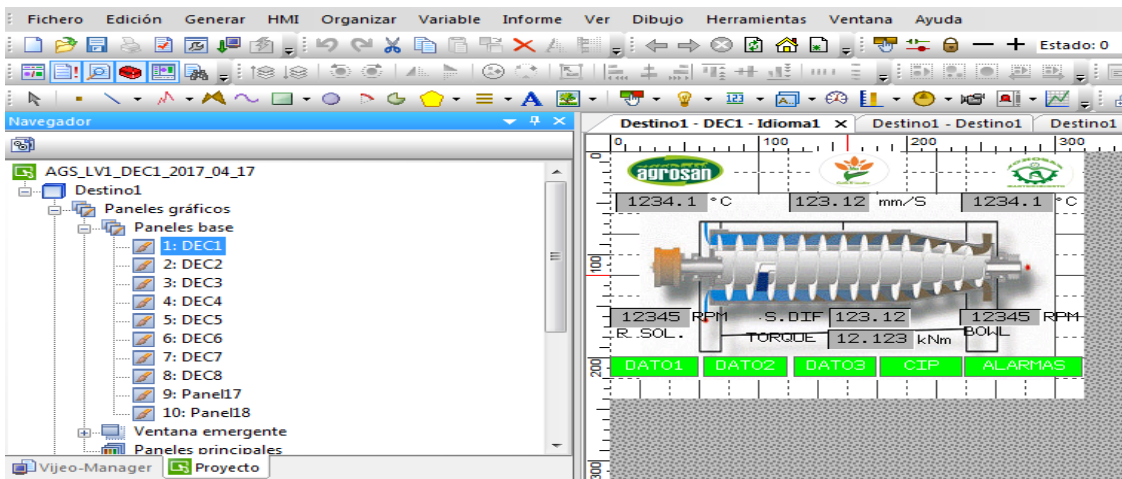 Fichero Edición Generar HMI Organizar Variable Informe Ver Dibujo Herramientas Ventana Ayuda
Estado: 0
Navegador
Destino1 - DEC1 - Idioma1 Destino1 - Destino1 Destino1
0 100 200 300
AGS_LV1_DEC1_2017_04_17
Destino1
Paneles gráficos
Paneles base
1: DEC1
2: DEC2
3: DEC3
4: DEC4
5: DEC5
6: DEC6
7: DEC7
8: DEC8
9: Panel17
10: Panel18
Ventana emergente
Paneles principales
Vijeo-Manager Proyecto
0
100
200
300
agrosan AGROSAN
1234.1 °C 123.12 mm/S 1234.1 °C
12345 RPM .S.DIF 123.12 12345 RPM
R.SOL. TORQUE 12.123 kNm BOWL
DATO1 DATO2 DATO3 CIP ALARMAS